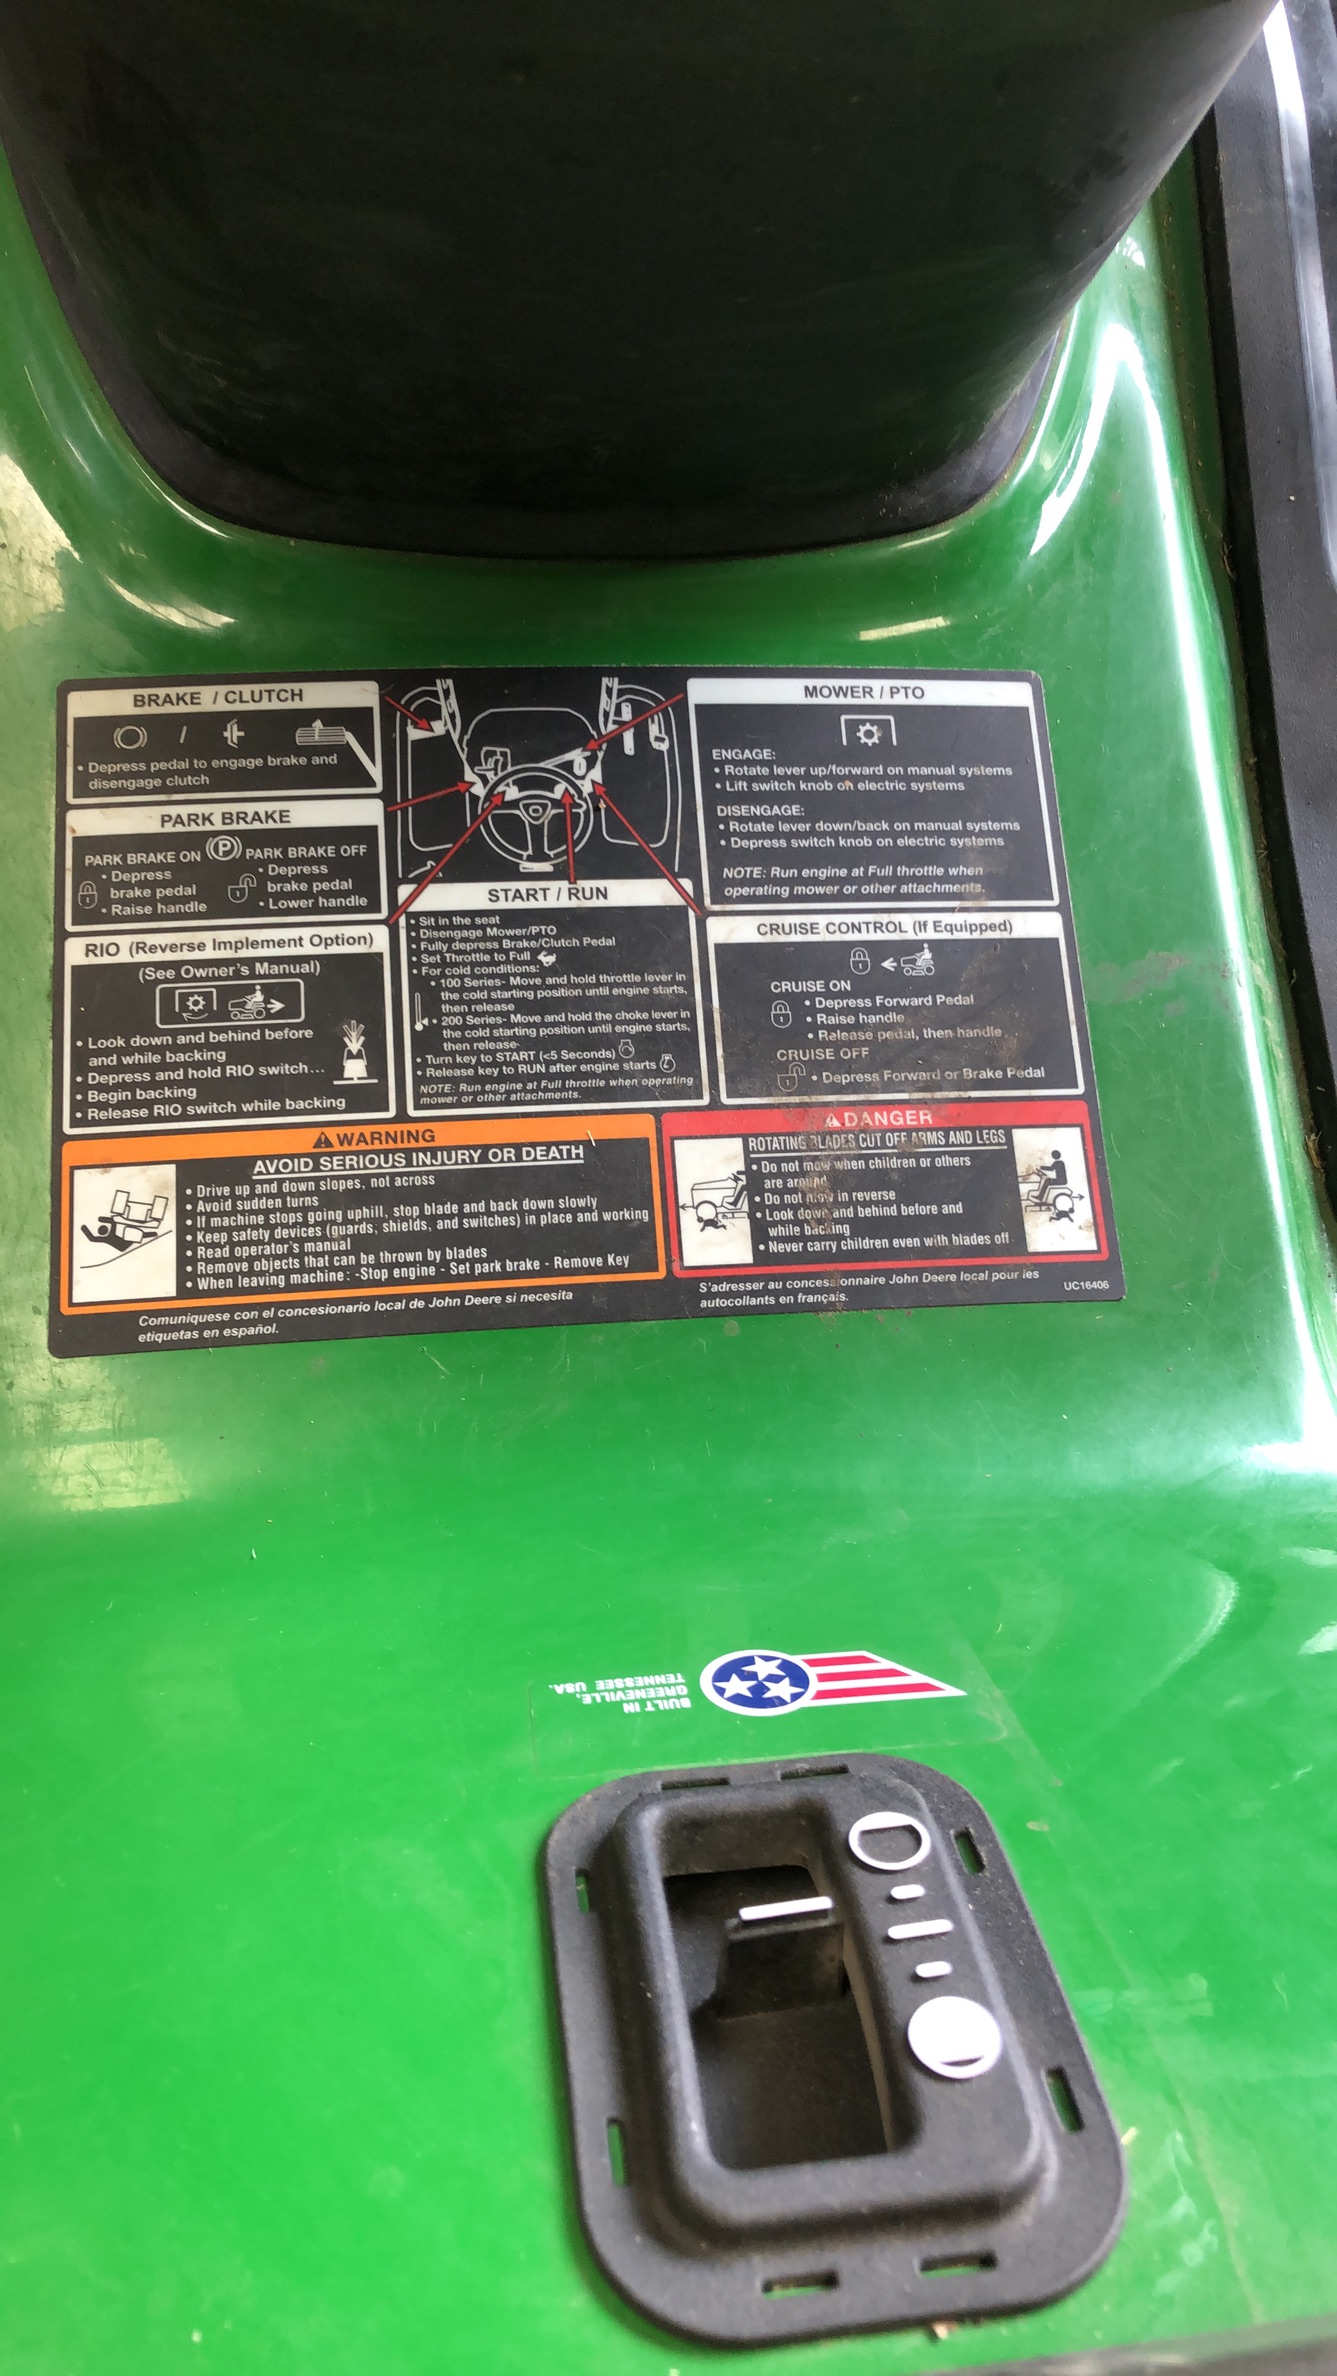 BRAKE / CLUTCH
/
• Depress pedal to engage brake and
disengage clutch
PARK BRAKE
PARK BRAKE ON
• Depress
brake pedal
• Raise handle
P
PARK BRAKE OFF
• Depress
brake pedal
• Lower handle
RIO (Reverse Implement Option)
(See Owner's Manual)
• Look down and behind before
and while backing
• Depress and hold RIO switch...
• Begin backing
• Release RIO switch while backing
START / RUN
• Sit in the seat
• Disengage Mower/PTO
• Fully depress Brake/Clutch Pedal
• Set Throttle to Full
• For cold conditions:
• 100 Series- Move and hold throttle lever in
the cold starting position until engine starts,
then release
• 200 Series- Move and hold the choke lever in
the cold starting position until engine starts,
then release-
• Turn key to START (<5 Seconds)
• Release key to RUN after engine starts
NOTE: Run engine at Full throttle when operating
mower or other attachments.
MOWER / PTO
ENGAGE:
• Rotate lever up/forward on manual systems
• Lift switch knob on electric systems
DISENGAGE:
• Rotate lever down/back on manual systems
• Depress switch knob on electric systems
NOTE: Run engine at Full throttle when
operating mower or other attachments.
CRUISE CONTROL (If Equipped)
CRUISE ON
• Depress Forward Pedal
• Raise handle
• Release pedal, then handle
CRUISE OFF
• Depress Forward or Brake Pedal
WARNING
AVOID SERIOUS INJURY OR DEATH
• Drive up and down slopes, not across
• Avoid sudden turns
• If machine stops going uphill, stop blade and back down slowly
• Keep safety devices (guards, shields, and switches) in place and working
• Read operator's manual
• Remove objects that can be thrown by blades
• When leaving machine: -Stop engine - Set park brake - Remove Key
DANGER
ROTATING BLADES CUT OFF ARMS AND LEGS
• Do not mow when children or others
are around
• Do not mow in reverse
• Look down and behind before and
while backing
• Never carry children even with blades off
Comuniquese con el concesionario local de John Deere si necesita
etiquetas en español.
S'adresser au concessionnaire John Deere local pour les
autocollants en français.
UC16406
BUILT IN
GREENEVILLE,
TENNESSEE USA.